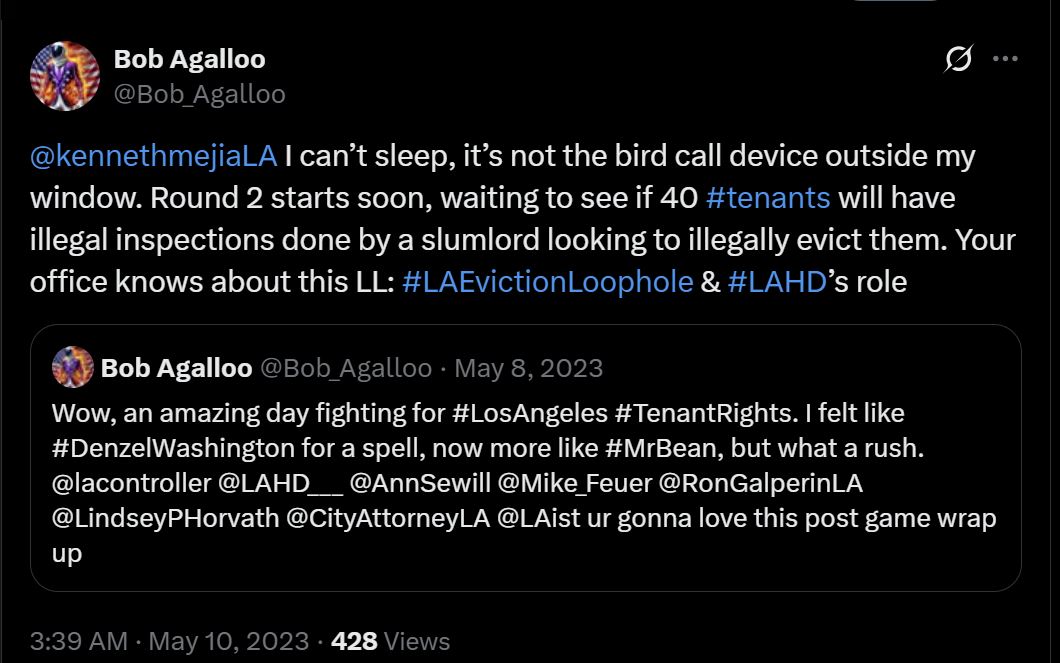 Bob Agalloo
@Bob_Agalloo
@kennethmejiaLA I can’t sleep, it’s not the bird call device outside my
window. Round 2 starts soon, waiting to see if 40 #tenants will have
illegal inspections done by a slumlord looking to illegally evict them. Your
office knows about this LL: #LAEvictionLoophole & #LAHD’s role
Bob Agalloo @Bob_Agalloo · May 8, 2023
Wow, an amazing day fighting for #LosAngeles #TenantRights. I felt like
#DenzelWashington for a spell, now more like #MrBean, but what a rush.
@lacontroller @LAHD___ @AnnSewill @Mike_Feuer @RonGalperinLA
@LindseyPHorvath @CityAttorneyLA @LAist ur gonna love this post game wrap
up
3:39 AM · May 10, 2023 · 428 Views